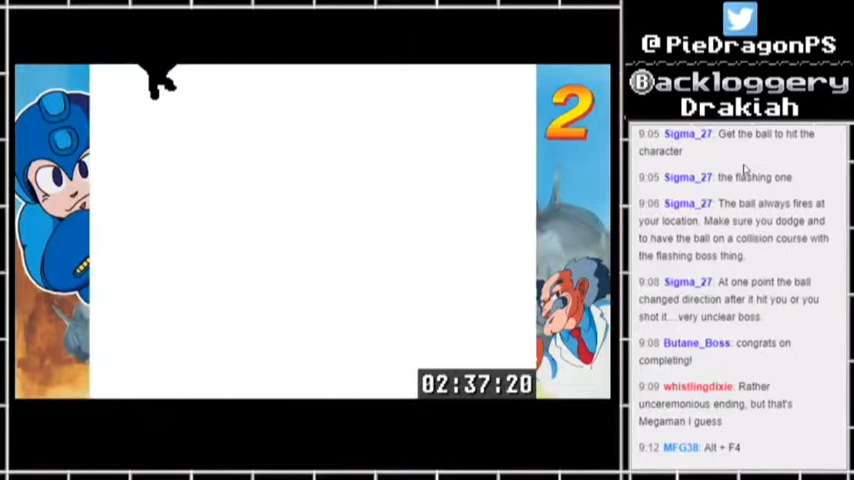 @PieDragonPS
Backloggery
Drakiah
2
02:37:20
9:05 Sigma_27: Get the ball to hit the
character
9:05 Sigma_27: the flashing one
9:06 Sigma_27: The ball always fires at
your location. Make sure you dodge and
to have the ball on a collision course with
the flashing boss thing.
9:08 Sigma_27: At one point the ball
changed direction after it hit you or you
shot it....very unclear boss.
9:08 Butane_Boss: congrats on
completing!
9:09 whistlingdixie: Rather
unceremonious ending, but that's
Megaman I guess
9:12 MFG38: Alt + F4